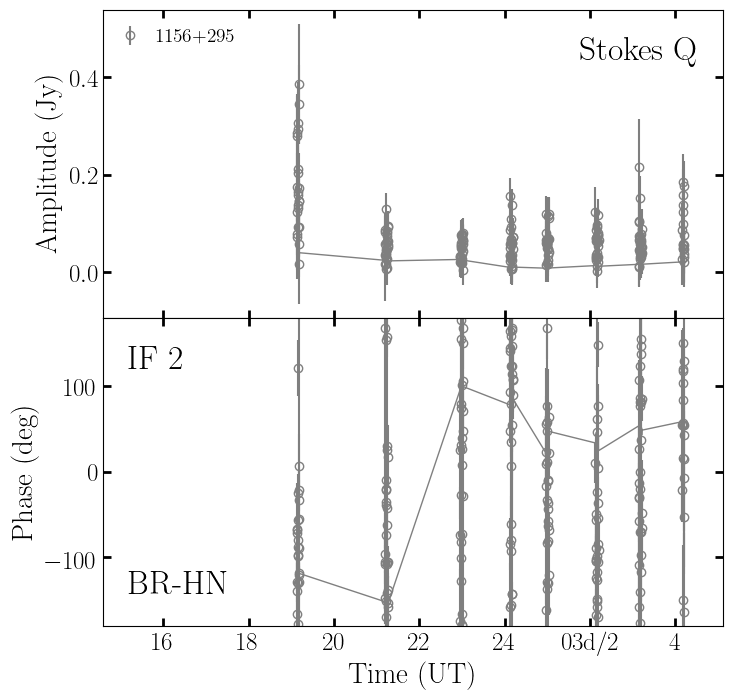 1156+295
Stokes Q
Amplitude (Jy)
0.4
0.2
0.0
IF 2
BR-HN
Phase (deg)
100
0
−100
16 18 20 22 24 03d/2 4
Time (UT)